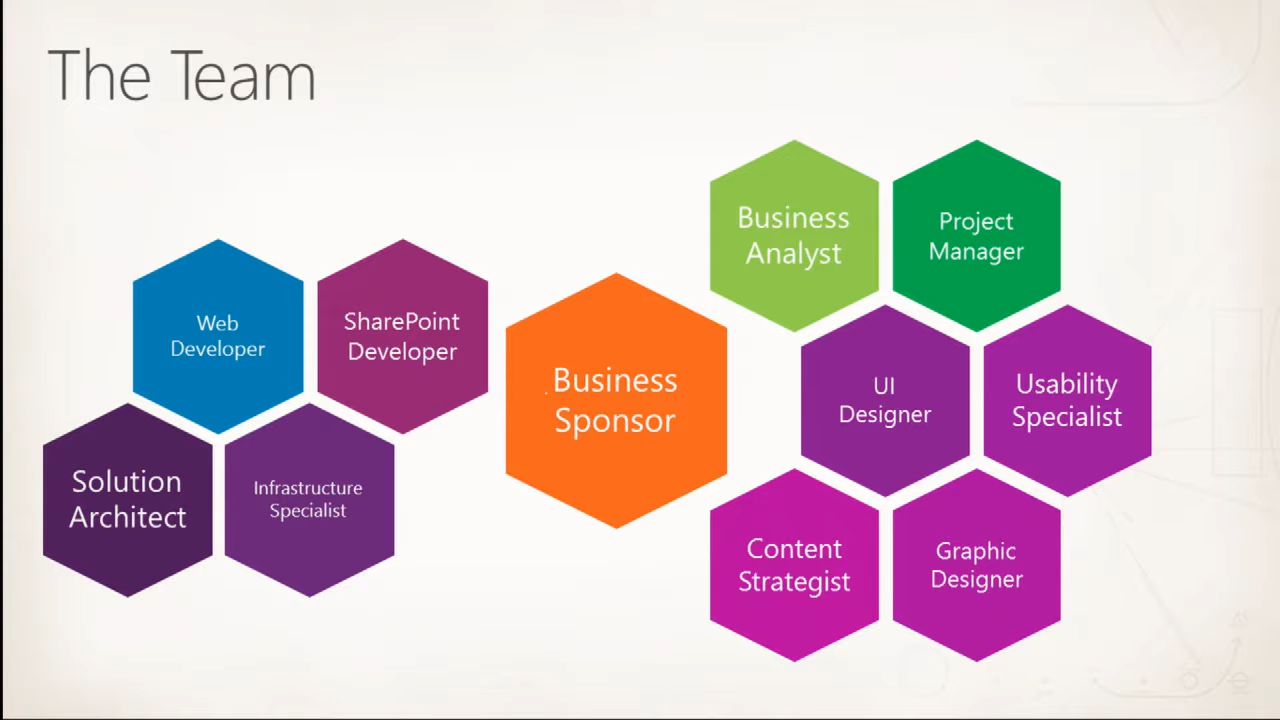 The Team
Business
Analyst
Project
Manager
Web
Developer
SharePoint
Developer
Business
Sponsor
UI
Designer
Usability
Specialist
Solution
Architect
Infrastructure
Specialist
Content
Strategist
Graphic
Designer